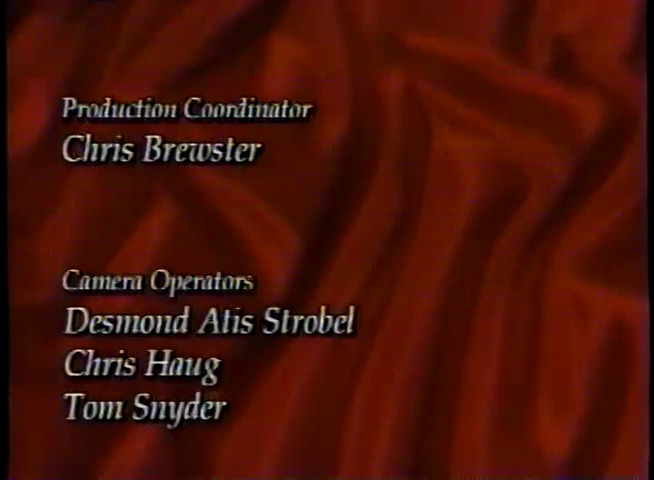 Production Coordinator
Chris Brewster
Camera Operators
Desmond Atis Strobel
Chris Haug
Tom Snyder